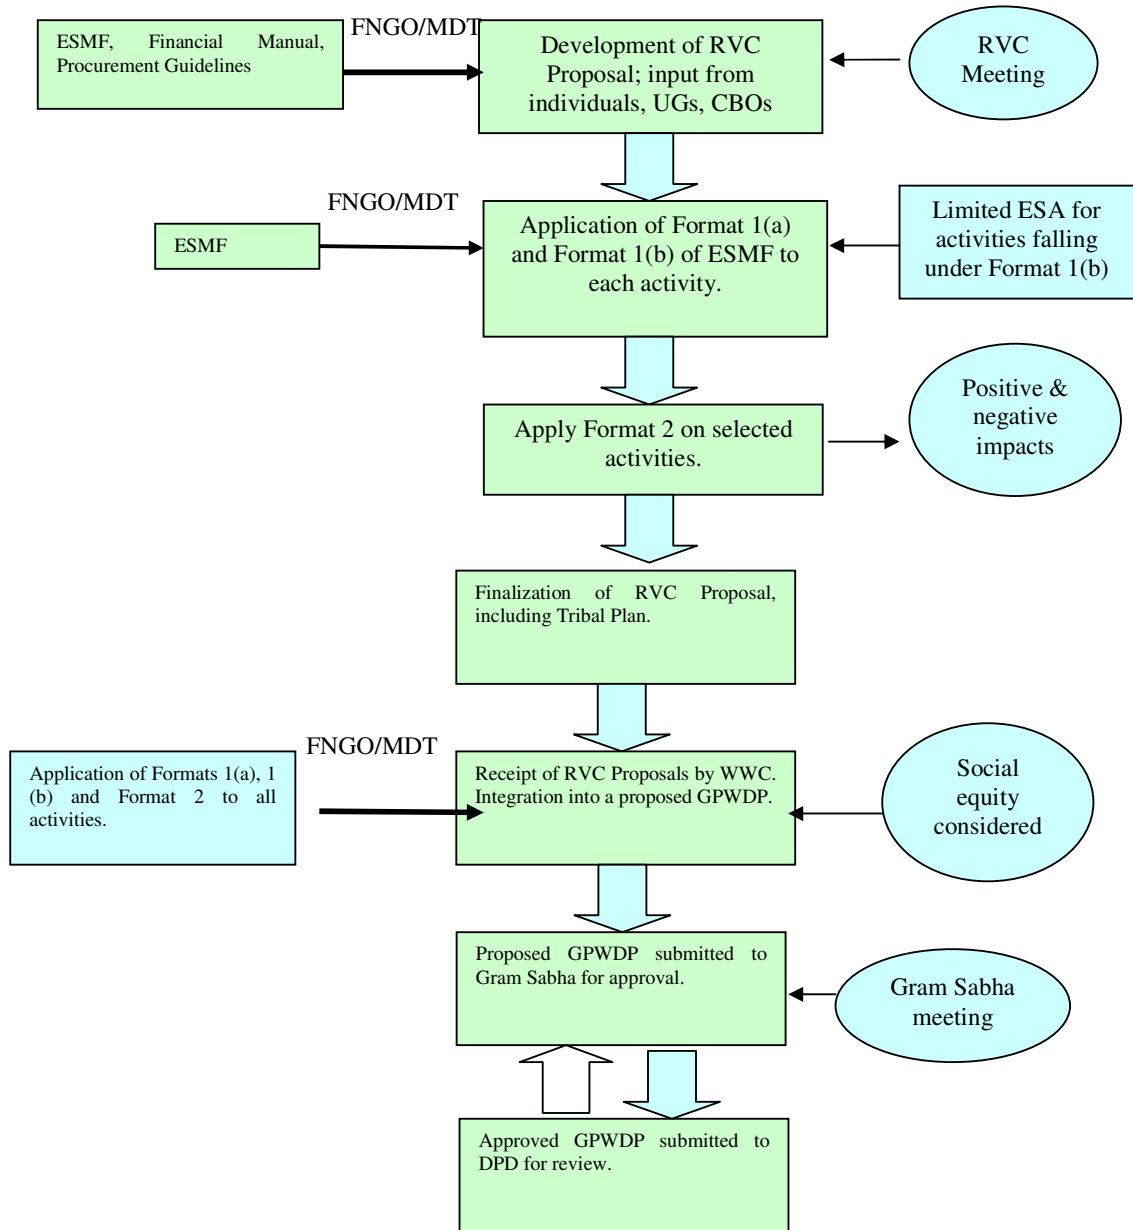 FNGO/MDT
ESMF, Financial Manual,
Procurement Guidelines
Development of RVC
Proposal; input from
individuals, UGs, CBOs
RVC
Meeting
FNGO/MDT
ESMF
Application of Format 1(a)
and Format 1(b) of ESMF to
each activity.
Limited ESA for
activities falling
under Format 1(b)
Apply Format 2 on selected
activities.
Positive &
negative
impacts
Finalization of RVC Proposal,
including Tribal Plan.
FNGO/MDT
Application of Formats 1(a), 1
(b) and Format 2 to all
activities.
Receipt of RVC Proposals by WWC.
Integration into a proposed GPWDP.
Social
equity
considered
Proposed GPWDP submitted to
Gram Sabha for approval.
Gram Sabha
meeting
Approved GPWDP submitted to
DPD for review.